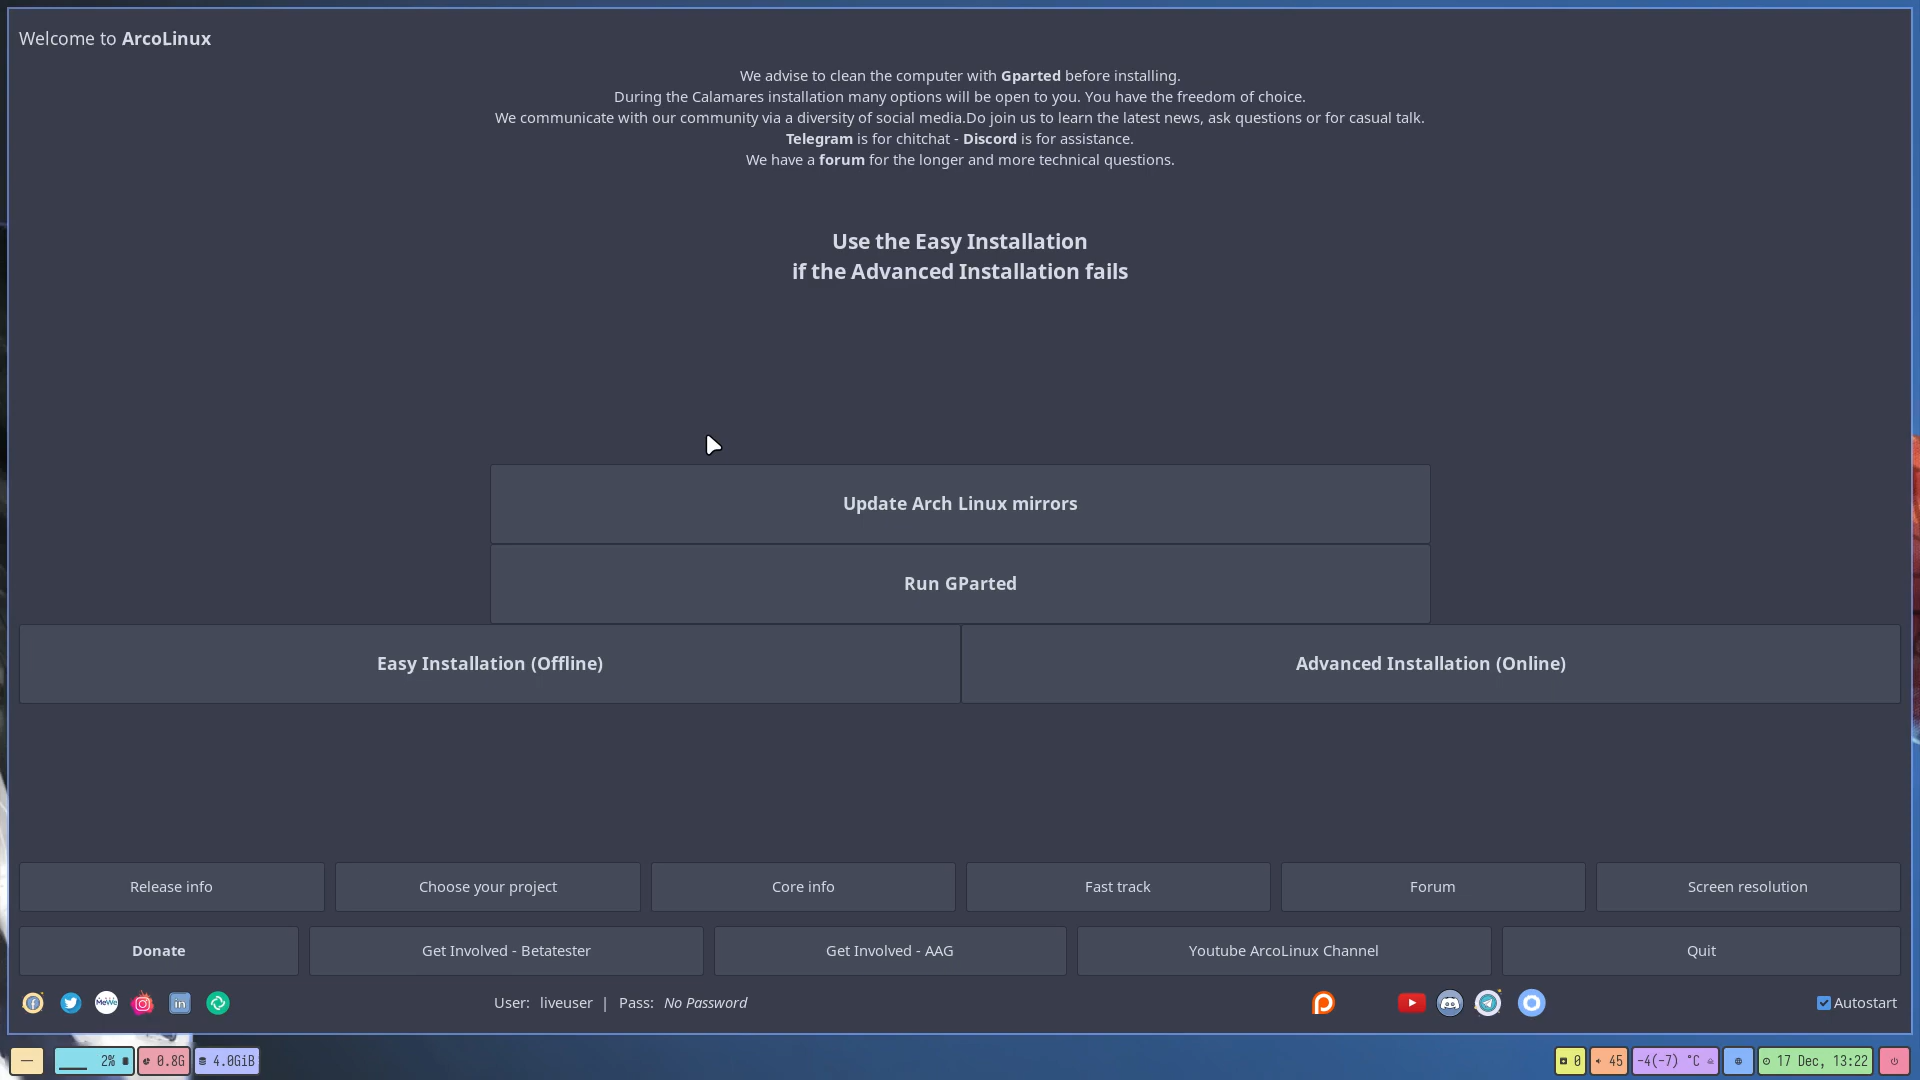 Welcome to ArcoLinux
We advise to clean the computer with Gparted before installing.
During the Calamares installation many options will be open to you. You have the freedom of choice.
We communicate with our community via a diversity of social media.Do join us to learn the latest news, ask questions or for casual talk.
Telegram is for chitchat - Discord is for assistance.
We have a forum for the longer and more technical questions.
Use the Easy Installation
if the Advanced Installation fails
Update Arch Linux mirrors
Run GParted
Easy Installation (Offline)
Advanced Installation (Online)
Release info
Choose your project
Core info
Fast track
Forum
Screen resolution
Donate
Get Involved - Betatester
Get Involved - AAG
Youtube ArcoLinux Channel
Quit
MeWe
in
User: liveuser | Pass: No Password
Autostart
2%
0.8G
4.0GiB
0
45
-4(-7) °C
17 Dec, 13:22